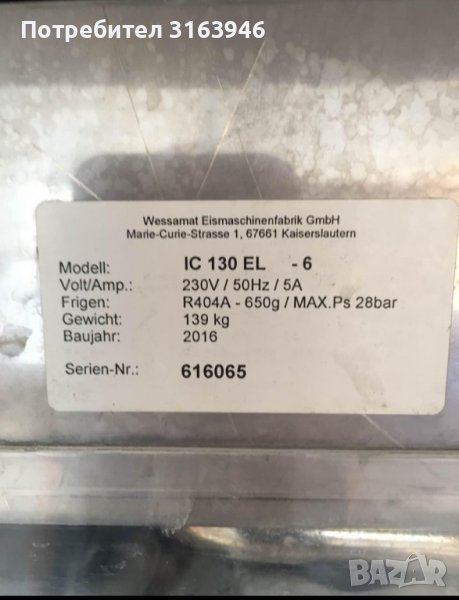 Потребител 3163946
Wessamat Eismaschinenfabrik GmbH
Marie-Curie-Strasse 1, 67661 Kaiserslautern
Modell: IC 130 EL - 6
Volt/Amp.: 230V / 50Hz / 5A
Frigen: R404A - 650g / MAX.Ps 28bar
Gewicht: 139 kg
Baujahr: 2016
Serien-Nr.: 616065
BAZAR